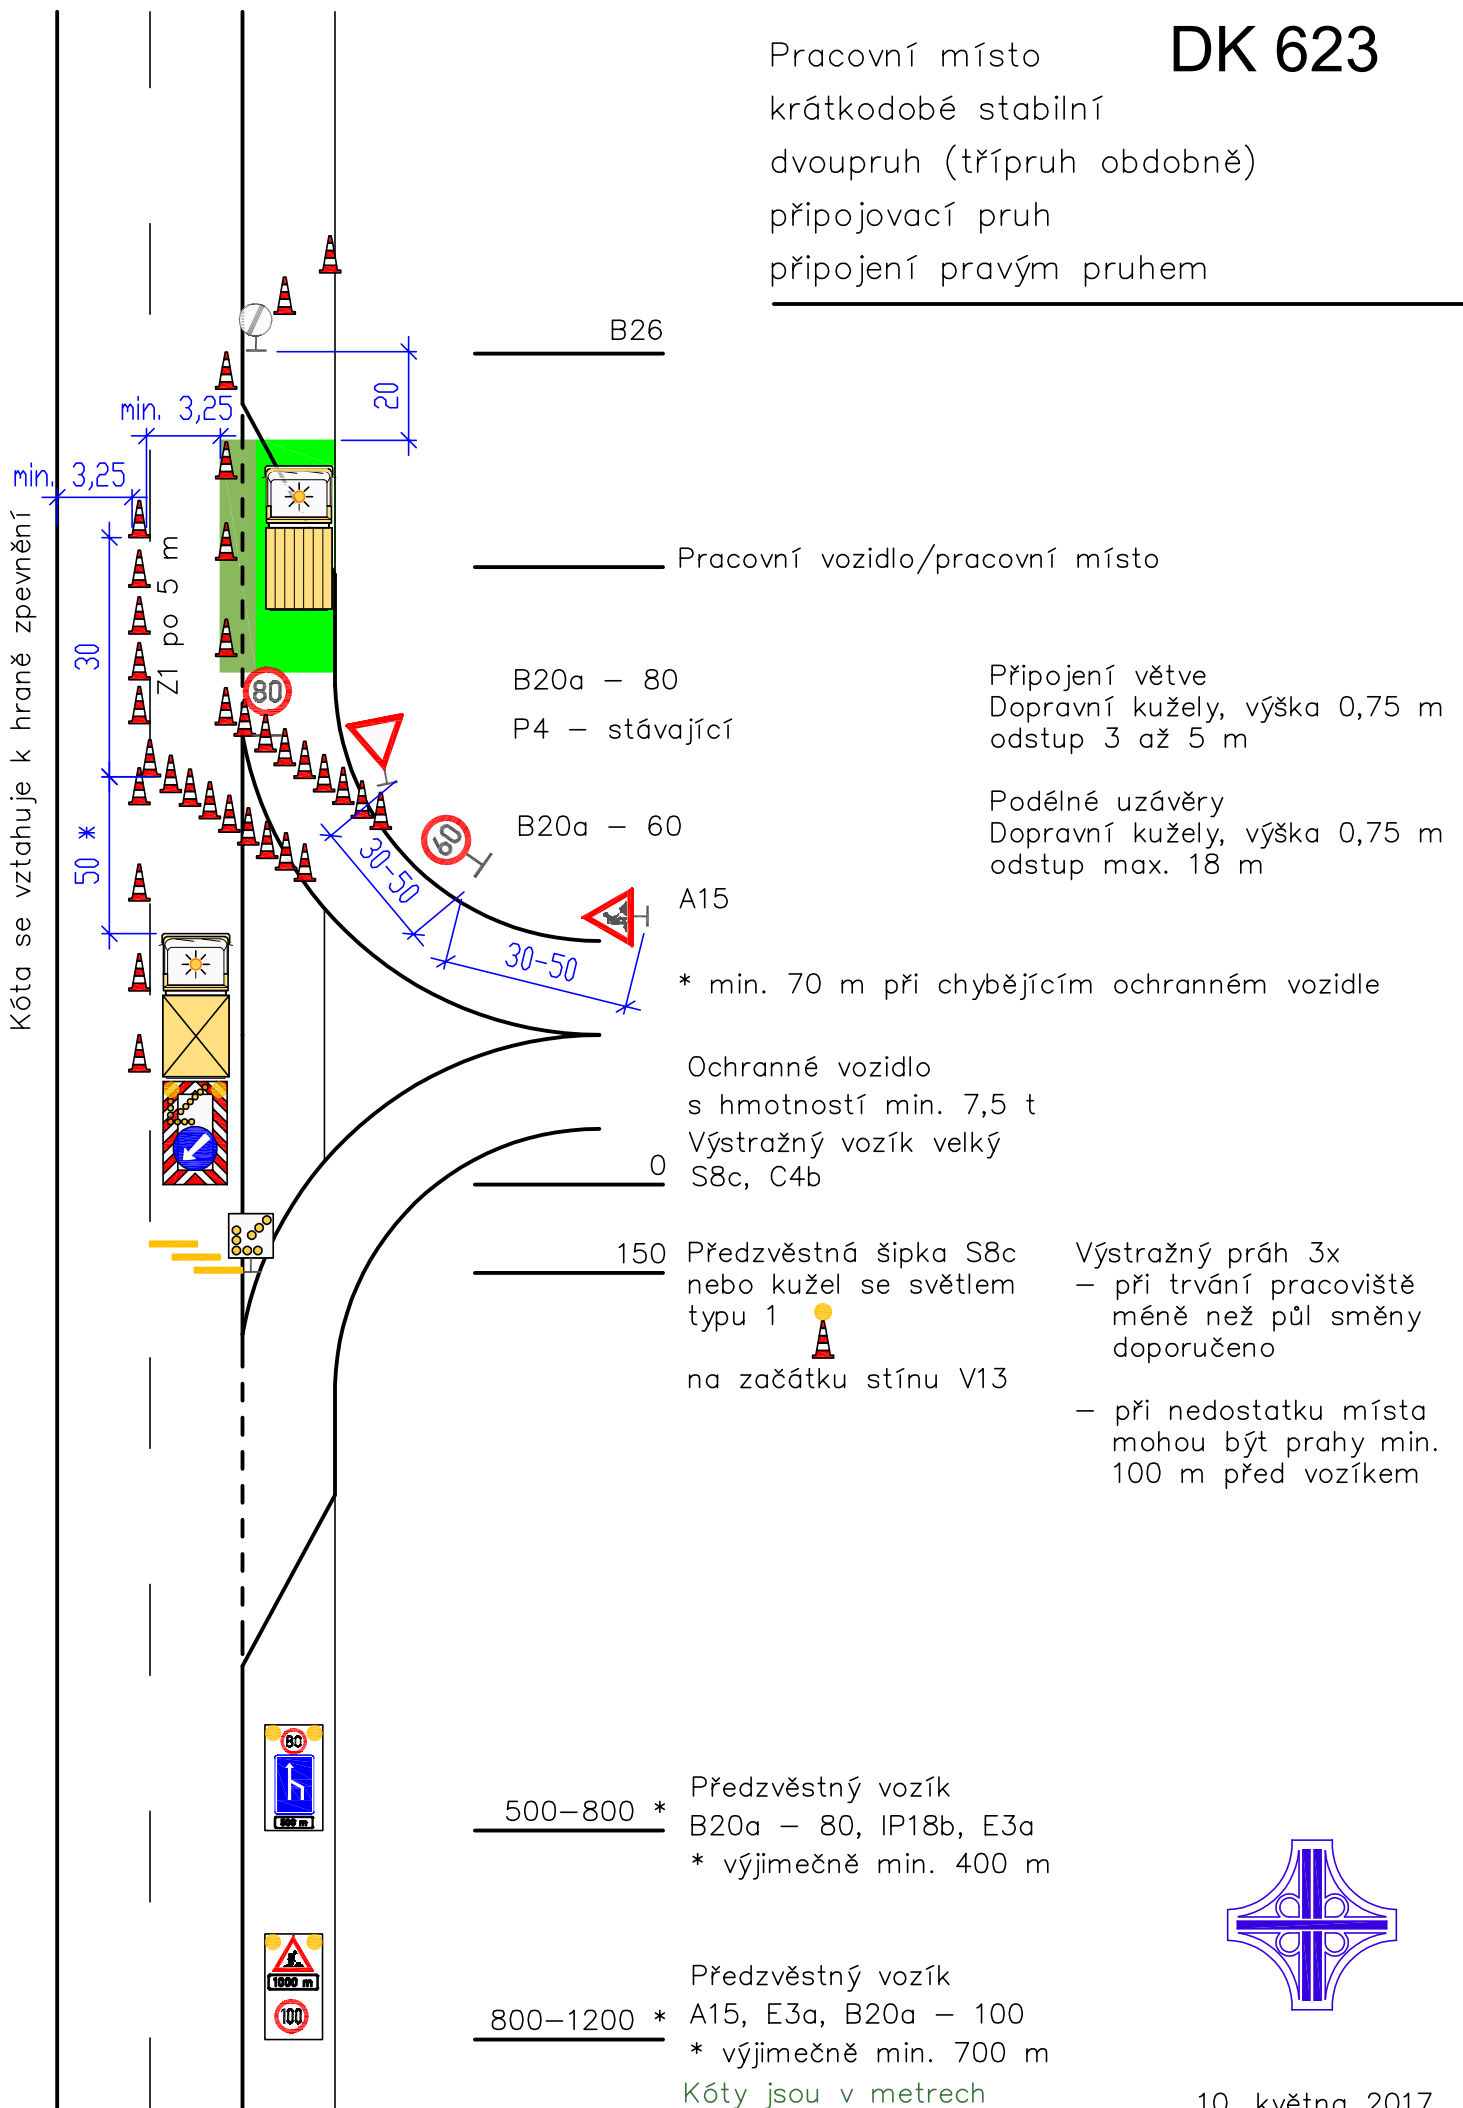 DK 623
Pracovní místo
krátkodobé stabilní
dvoupruh (třípruh obdobně)
připojovací pruh
připojení pravým pruhem
B26
20
min. 3,25
min. 3,25
Kóta se vztahuje k hraně zpevnění
Z1 po 5 m
30
Pracovní vozidlo/pracovní místo
80
B20a – 80
P4 – stávající
Připojení větve
Dopravní kužely, výška 0,75 m
odstup 3 až 5 m
Podélné uzávěry
Dopravní kužely, výška 0,75 m
odstup max. 18 m
B20a – 60
60
50 *
30-50
30-50
A15
* min. 70 m při chybějícím ochranném vozidle
Ochranné vozidlo
s hmotností min. 7,5 t
Výstražný vozík velký
S8c, C4b
0
150
Předzvěstná šipka S8c
nebo kužel se světlem
typu 1
na začátku stínu V13
Výstražný práh 3x
– při trvání pracoviště
méně než půl směny
doporučeno
– při nedostatku místa
mohou být prahy min.
100 m před vozíkem
80
500 m
500–800 *
Předzvěstný vozík
B20a – 80, IP18b, E3a
* výjimečně min. 400 m
1000 m
100
800–1200 *
Předzvěstný vozík
A15, E3a, B20a – 100
* výjimečně min. 700 m
Kóty jsou v metrech
10. května 2017